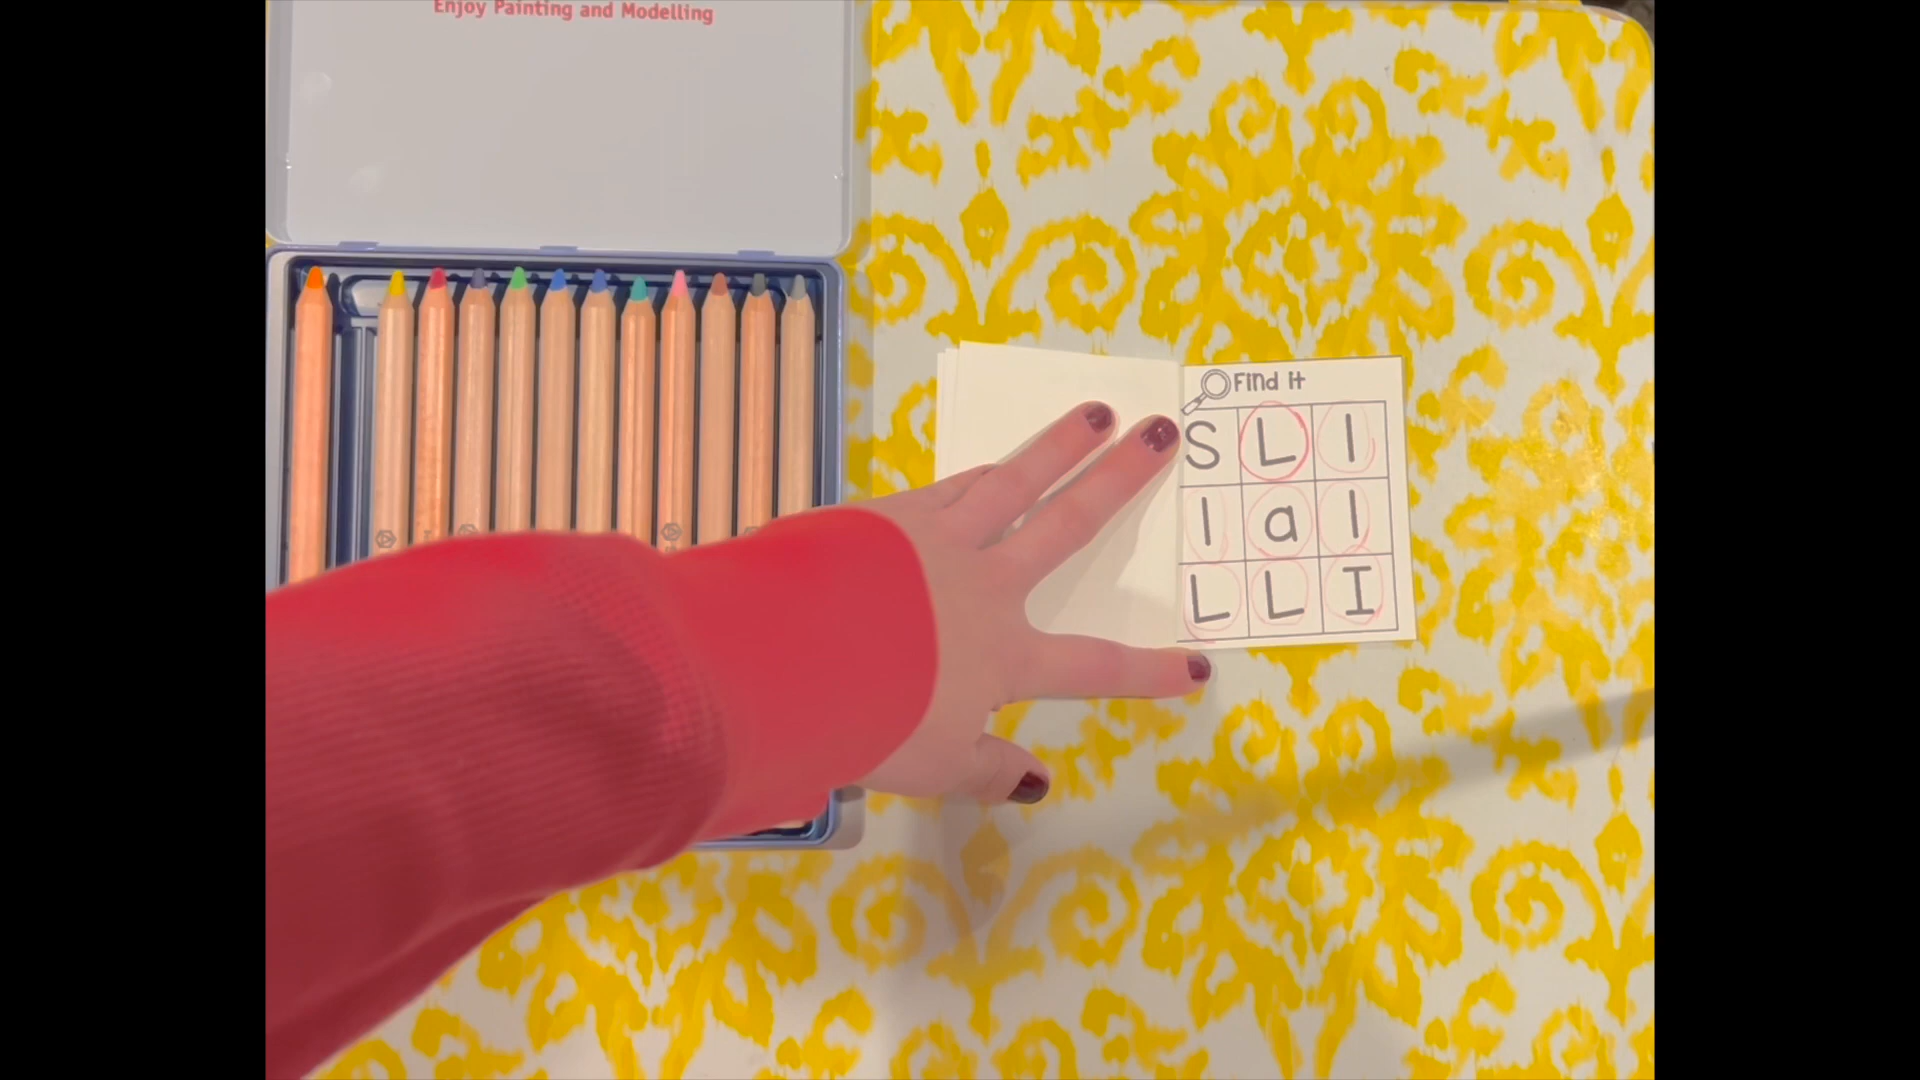 Enjoy Painting and Modelling
Find it
S L l
l a l
L L I